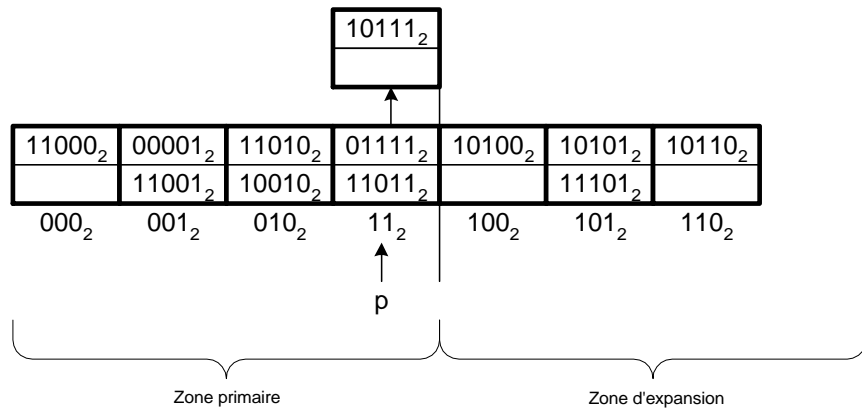 10111₂
11000₂ 00001₂ 11010₂ 01111₂ 10100₂ 10101₂ 10110₂
11001₂ 10010₂ 11011₂ 11101₂
000₂ 001₂ 010₂ 11₂ 100₂ 101₂ 110₂
p
Zone primaire Zone d'expansion